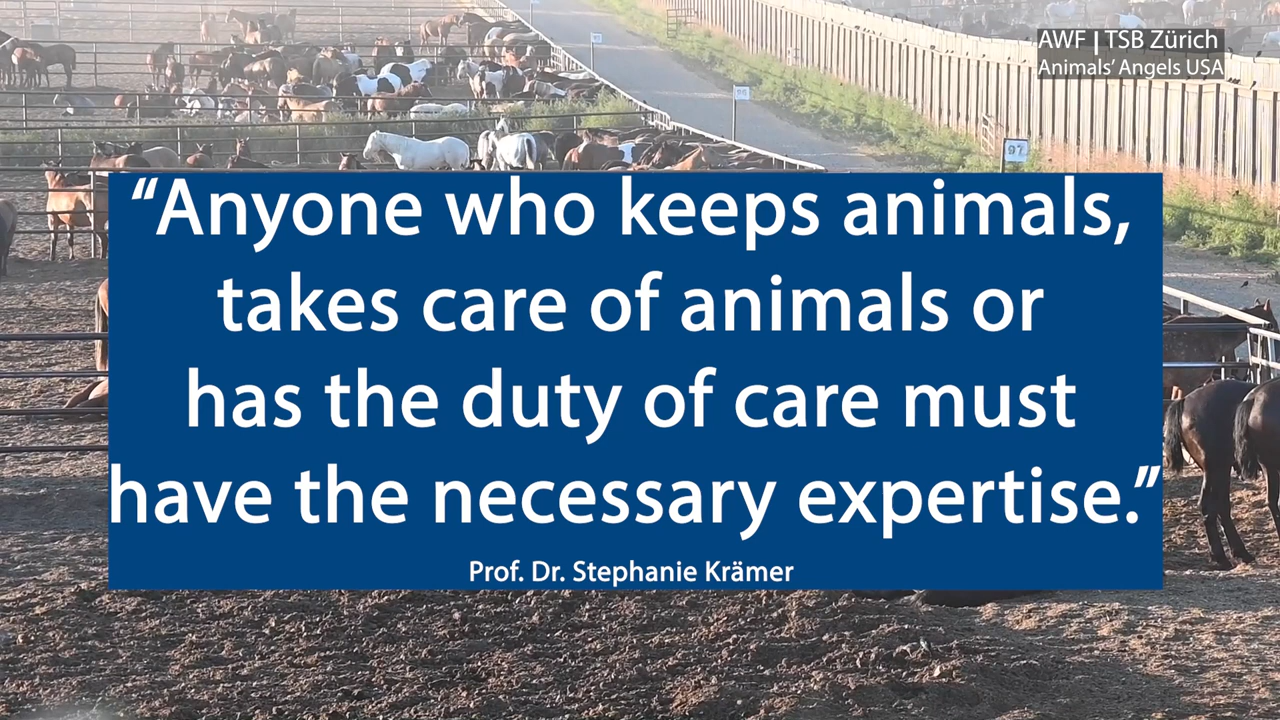 AWF | TSB Zürich
Animals’ Angels USA
97
“Anyone who keeps animals,
takes care of animals or
has the duty of care must
have the necessary expertise.”
Prof. Dr. Stephanie Krämer